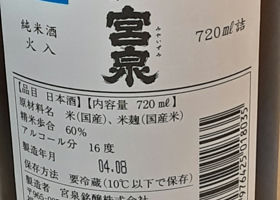 純米酒
火入
宮泉
みやいずみ
720㎖詰
【品目 日本酒】【内容量 720㎖】
原材料名 米(国産)、米麹(国産米)
精米歩合 60%
アルコール分 16度
製造年月 04.08
保存方法 要冷蔵(10℃以下で保存)
製造者 宮泉銘醸株式会社
〒965-
976425018035